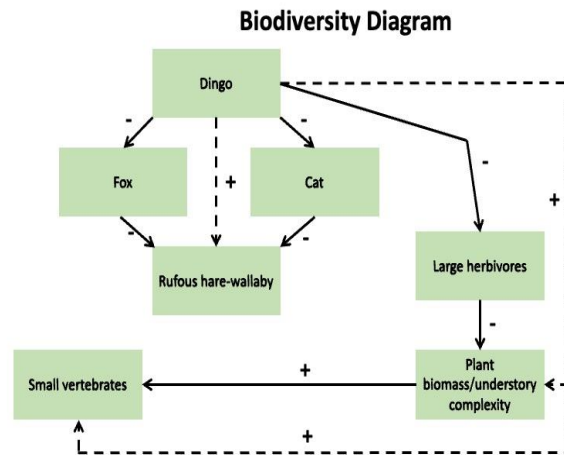 Biodiversity Diagram
Dingo
-
-
Fox
+
Cat
-
+
-
-
Rufous hare-wallaby
Large herbivores
-
+
Small vertebrates
Plant
biomass/understory
complexity
+